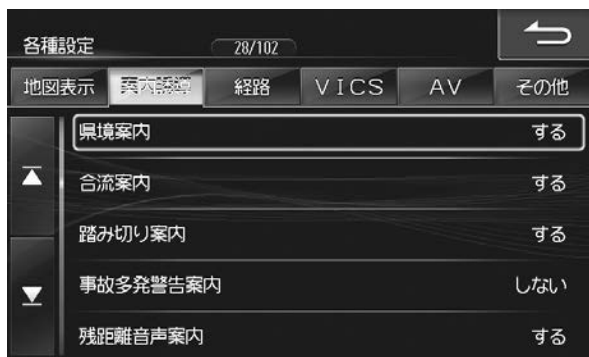 各種設定 28/102
地図表示 案内誘導 経路 VICS AV その他
県境案内 する
合流案内 する
踏み切り案内 する
事故多発警告案内 しない
残距離音声案内 する